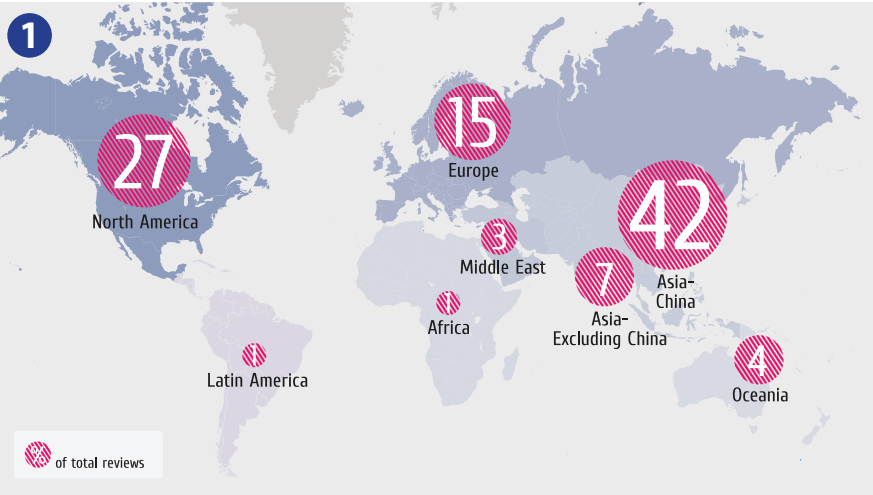 1
27
North America
15
Europe
42
Asia-
China
3
Middle East
7
Asia-
Excluding China
1
Africa
1
Latin America
4
Oceania
% of total reviews